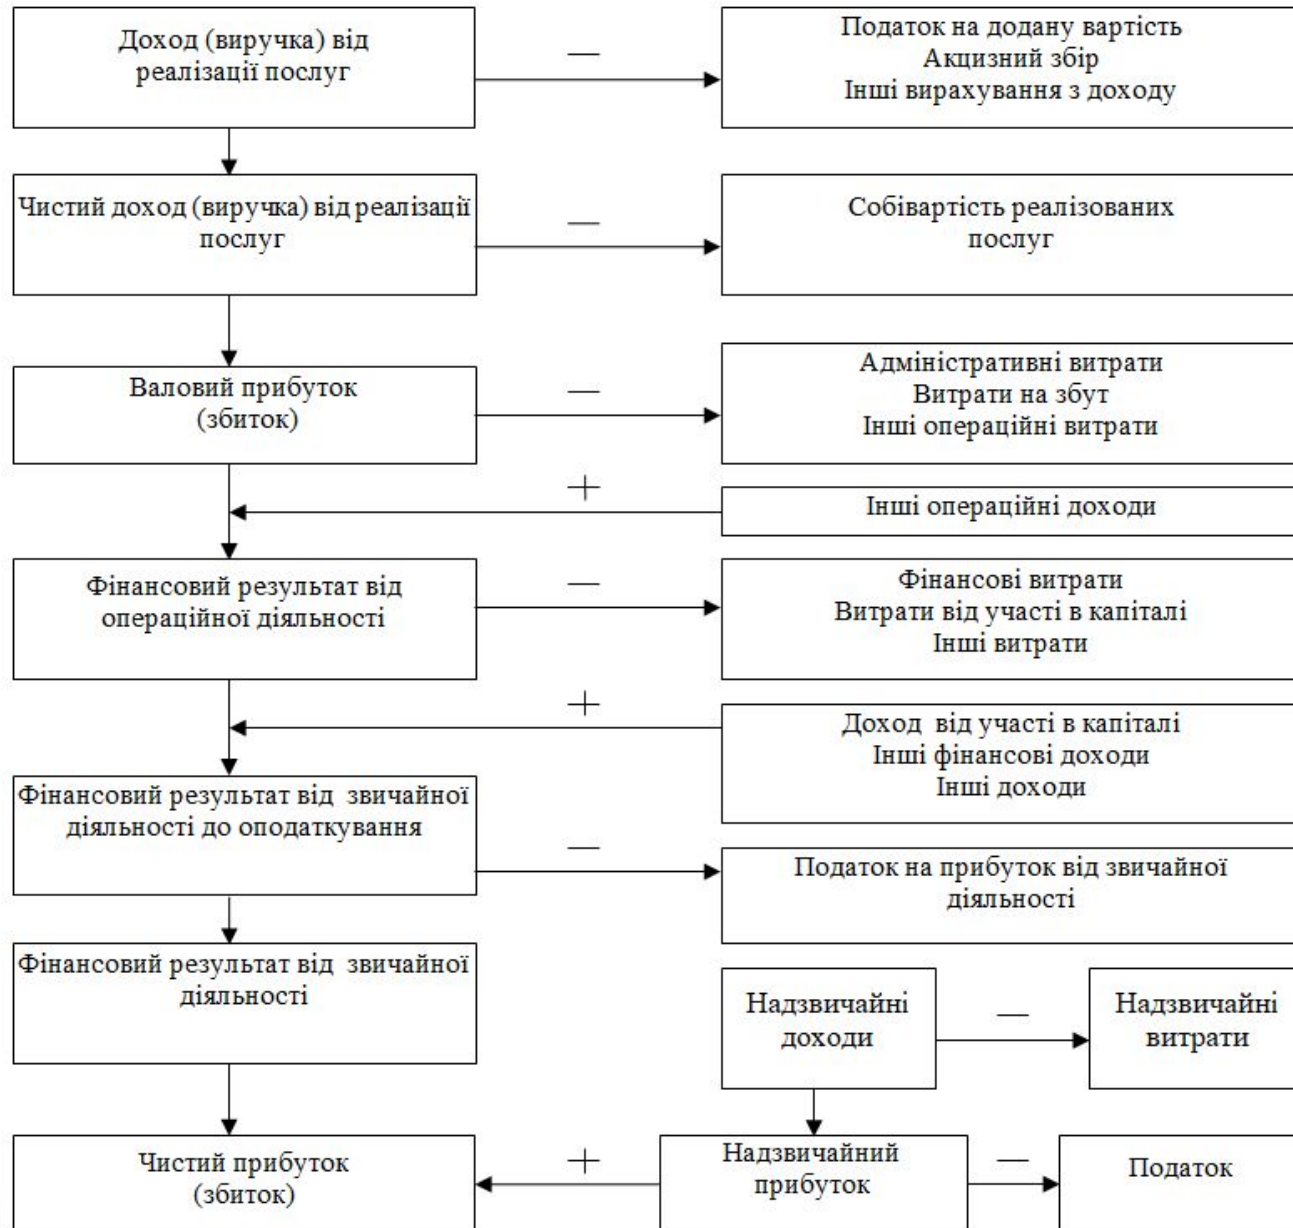 Доход (виручка) від
реалізації послуг
—
Податок на додану вартість
Акцизний збір
Інші вирахування з доходу
Чистий доход (виручка) від реалізації
послуг
—
Собівартість реалізованих
послуг
Валовий прибуток
(збиток)
—
Адміністративні витрати
Витрати на збут
Інші операційні витрати
+
Інші операційні доходи
Фінансовий результат від
операційної діяльності
—
Фінансові витрати
Витрати від участі в капіталі
Інші витрати
+
Доход від участі в капіталі
Інші фінансові доходи
Інші доходи
Фінансовий результат від звичайної
діяльності до оподаткування
—
Податок на прибуток від звичайної
діяльності
Фінансовий результат від звичайної
діяльності
Надзвичайні
доходи
—
Надзвичайні
витрати
Чистий прибуток
(збиток)
+
Надзвичайний
прибуток
—
Податок